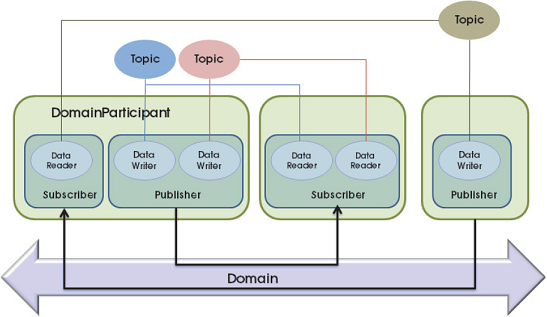 Topic
Topic
Topic
DomainParticipant
Data
Reader
Data
Writer
Data
Writer
Data
Reader
Data
Reader
Data
Writer
Subscriber
Publisher
Subscriber
Publisher
Domain